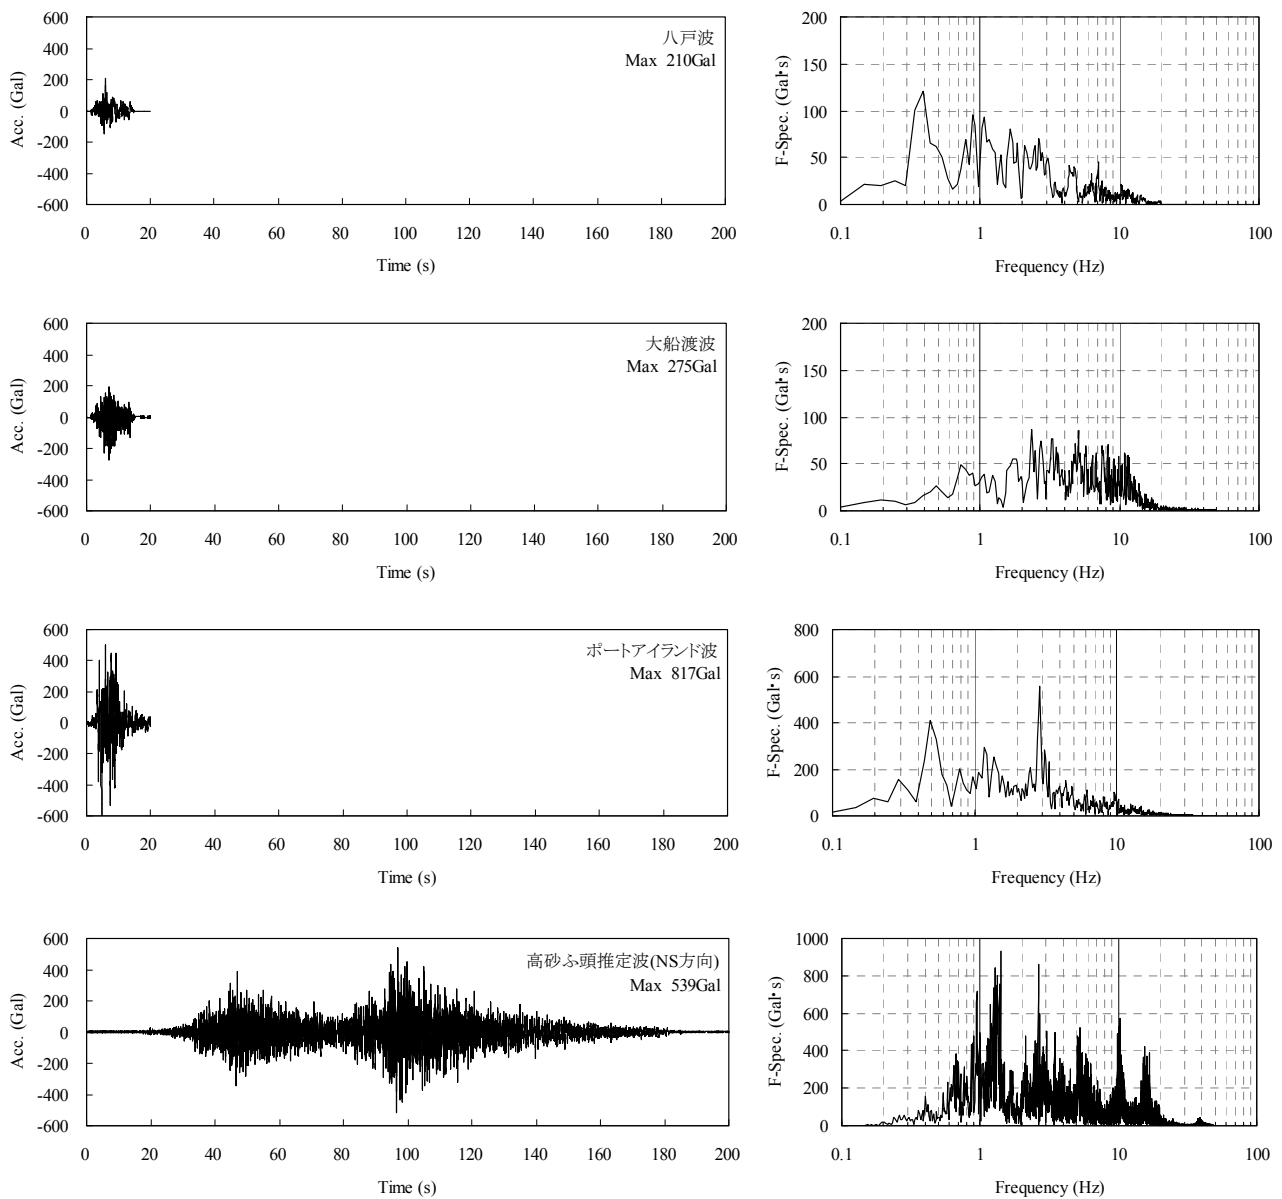 八戸波
Max 210Gal
Acc. (Gal)
600
400
200
0
-200
-400
-600
0 20 40 60 80 100 120 140 160 180 200
Time (s)
F-Spec. (Gal•s)
200
150
100
50
0
0.1 1 10 100
Frequency (Hz)
大船渡波
Max 275Gal
Acc. (Gal)
600
400
200
0
-200
-400
-600
0 20 40 60 80 100 120 140 160 180 200
Time (s)
F-Spec. (Gal•s)
200
150
100
50
0
0.1 1 10 100
Frequency (Hz)
ポートアイランド波
Max 817Gal
Acc. (Gal)
600
400
200
0
-200
-400
-600
0 20 40 60 80 100 120 140 160 180 200
Time (s)
F-Spec. (Gal•s)
800
600
400
200
0
0.1 1 10 100
Frequency (Hz)
高砂ふ頭推定波(NS方向)
Max 539Gal
Acc. (Gal)
600
400
200
0
-200
-400
-600
0 20 40 60 80 100 120 140 160 180 200
Time (s)
F-Spec. (Gal•s)
1000
800
600
400
200
0
0.1 1 10 100
Frequency (Hz)